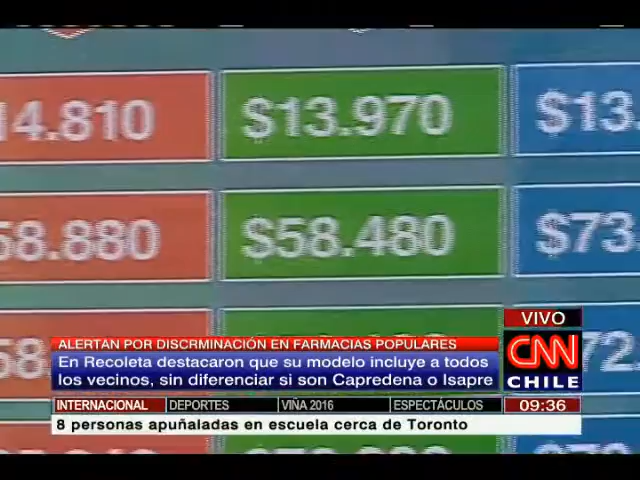 14.810 $13.970 $13.
58.880 $58.480 $73.
58 72
VIVO
CNN
CHILE
ALERTAN POR DISCRMINACIÓN EN FARMACIAS POPULARES
En Recoleta destacaron que su modelo incluye a todos
los vecinos, sin diferenciar si son Capredena o Isapre
INTERNACIONAL DEPORTES VIÑA 2016 ESPECTÁCULOS 09:36
8 personas apuñaladas en escuela cerca de Toronto